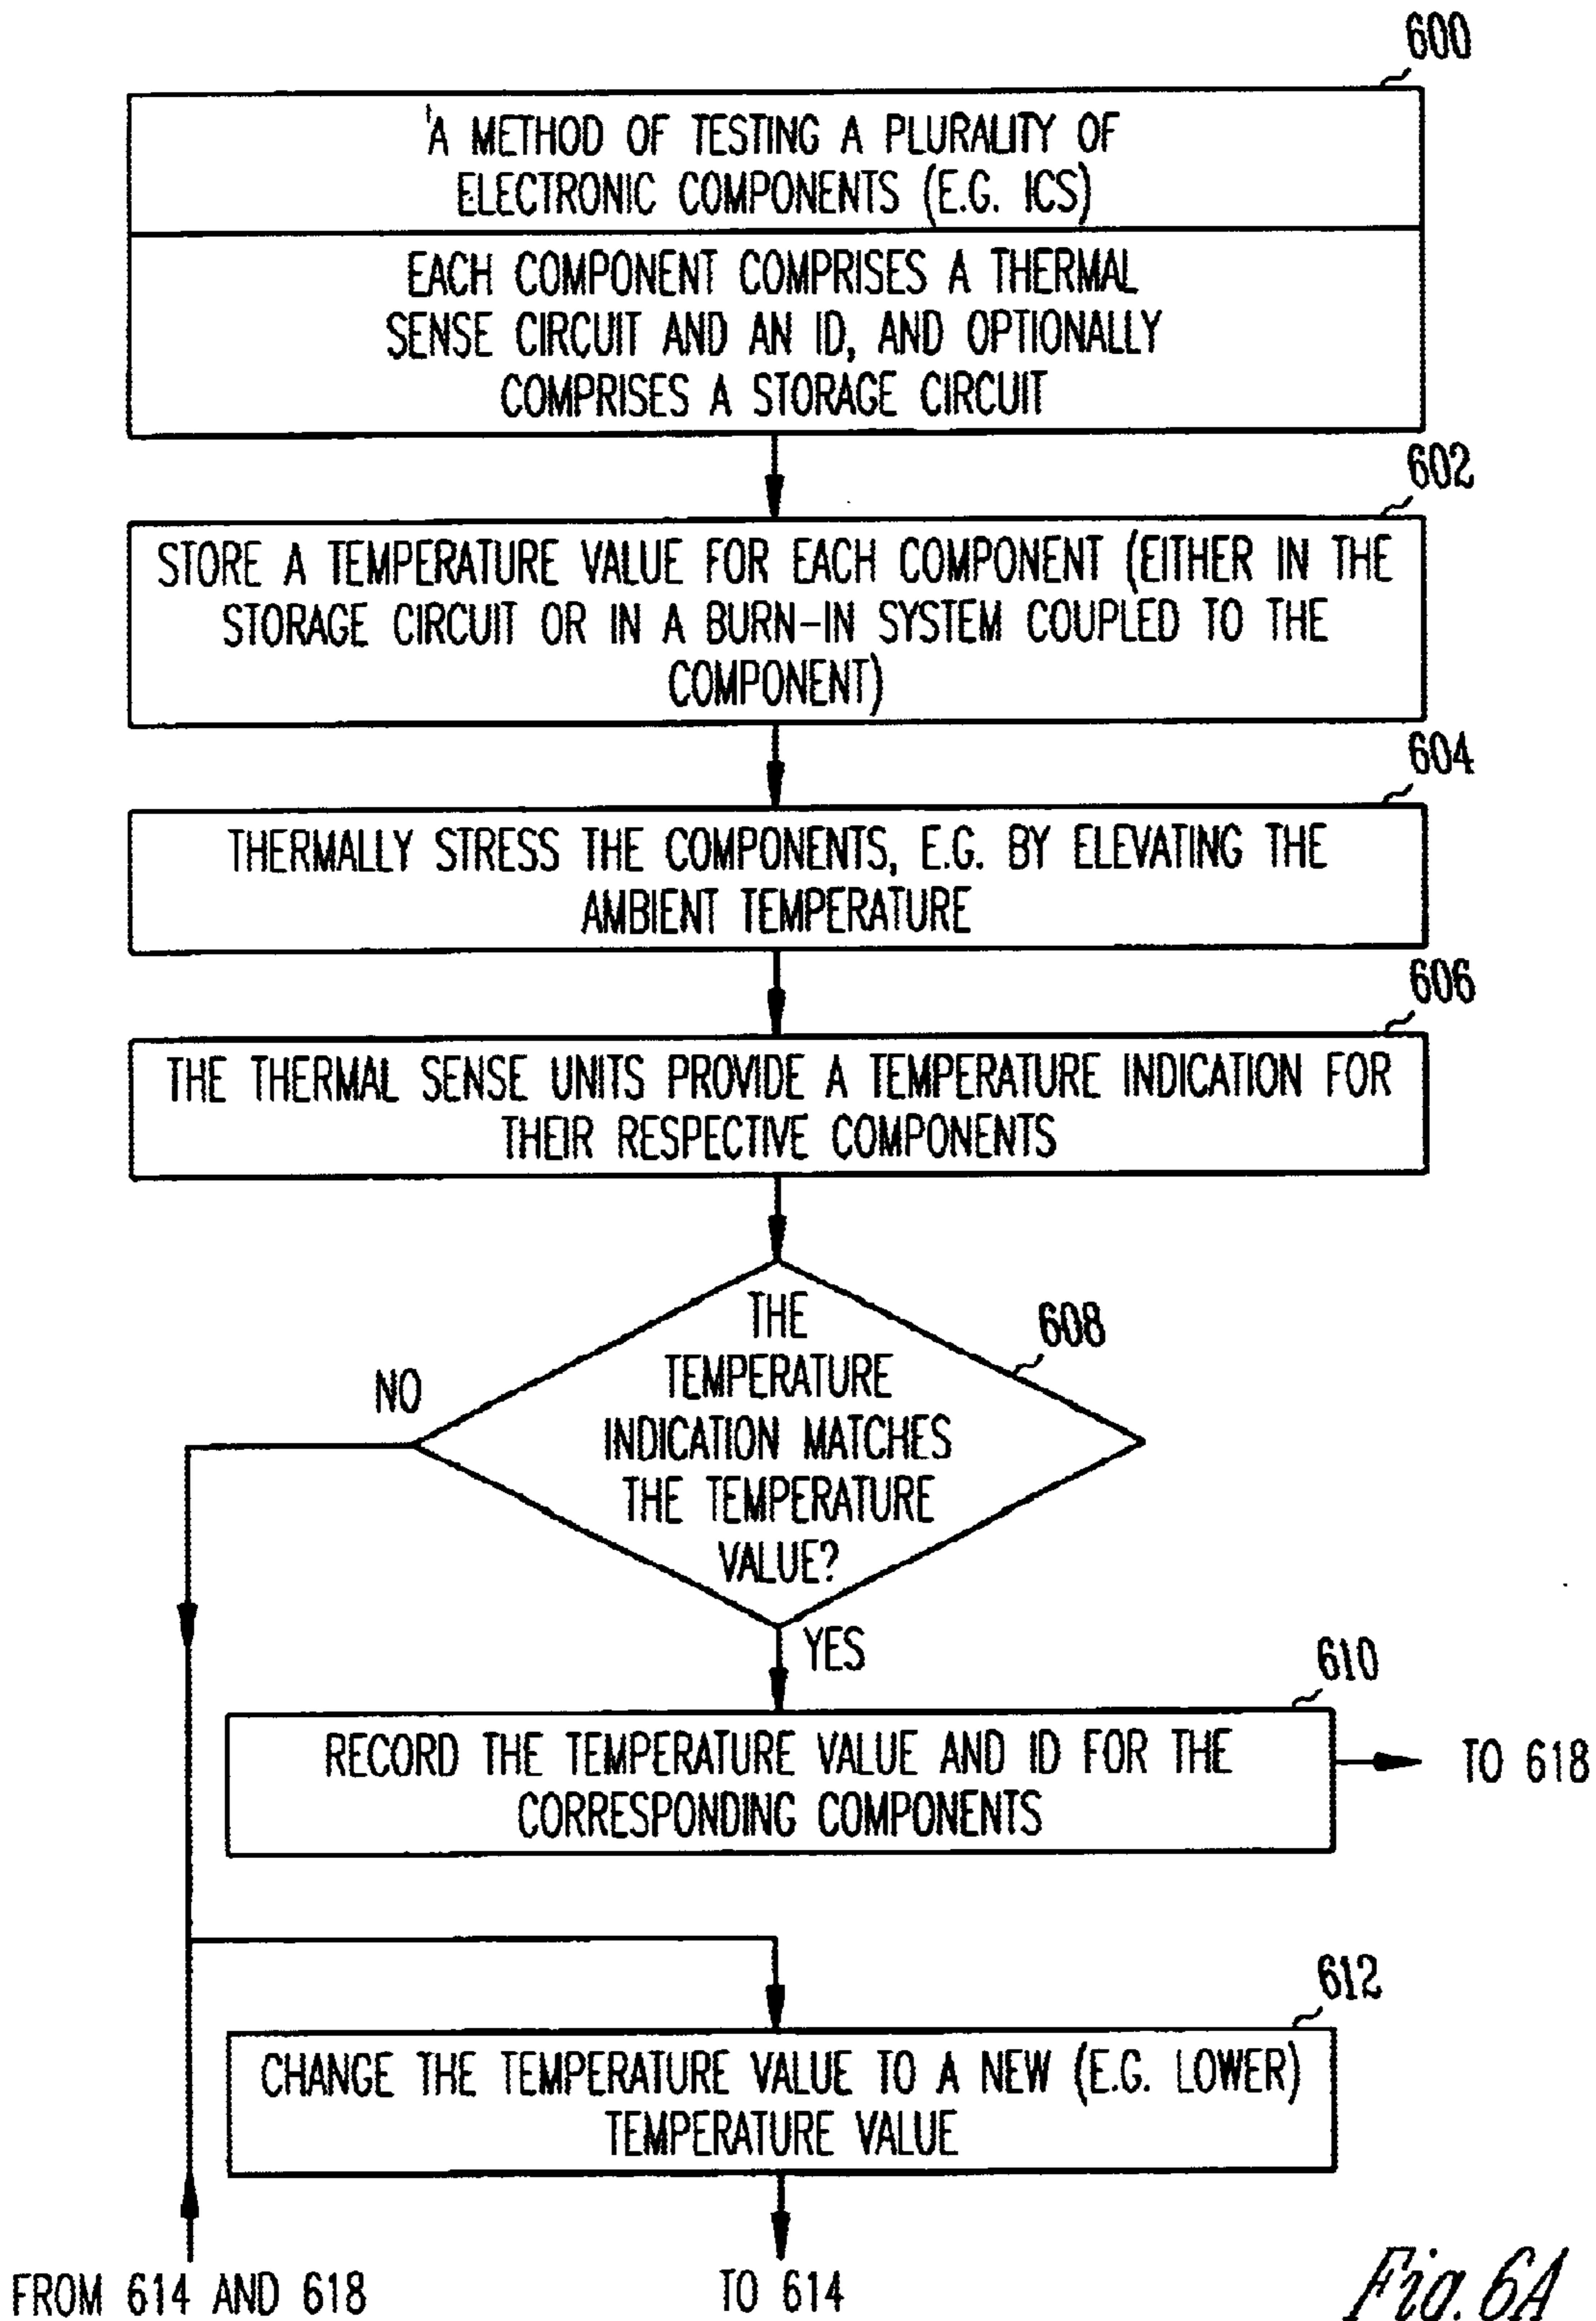 600
A METHOD OF TESTING A PLURALITY OF
ELECTRONIC COMPONENTS (E.G. ICS)
EACH COMPONENT COMPRISES A THERMAL
SENSE CIRCUIT AND AN ID, AND OPTIONALLY
COMPRISES A STORAGE CIRCUIT
602
STORE A TEMPERATURE VALUE FOR EACH COMPONENT (EITHER IN THE
STORAGE CIRCUIT OR IN A BURN-IN SYSTEM COUPLED TO THE
COMPONENT)
604
THERMALLY STRESS THE COMPONENTS, E.G. BY ELEVATING THE
AMBIENT TEMPERATURE
606
THE THERMAL SENSE UNITS PROVIDE A TEMPERATURE INDICATION FOR
THEIR RESPECTIVE COMPONENTS
608
THE
TEMPERATURE
INDICATION MATCHES
THE TEMPERATURE
VALUE?
NO
YES
610
RECORD THE TEMPERATURE VALUE AND ID FOR THE
CORRESPONDING COMPONENTS
TO 618
612
CHANGE THE TEMPERATURE VALUE TO A NEW (E.G. LOWER)
TEMPERATURE VALUE
FROM 614 AND 618
TO 614
Fig. 6A